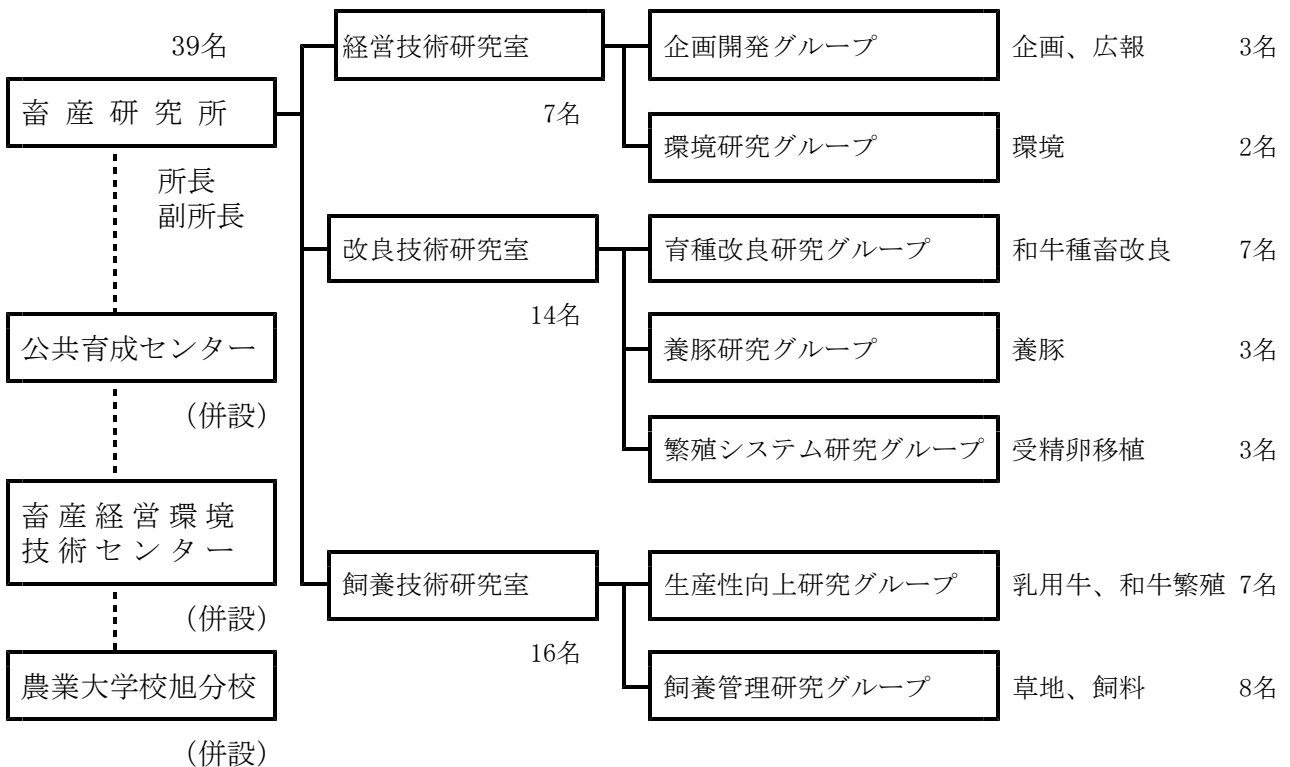 39名
畜産研究所
所長
副所長
公共育成センター
(併設)
畜産経営環境
技術センター
(併設)
農業大学校旭分校
(併設)
経営技術研究室
7名
企画開発グループ 企画、広報 3名
環境研究グループ 環境 2名
改良技術研究室
14名
育種改良研究グループ 和牛種畜改良 7名
養豚研究グループ 養豚 3名
繁殖システム研究グループ 受精卵移植 3名
飼養技術研究室
16名
生産性向上研究グループ 乳用牛、和牛繁殖 7名
飼養管理研究グループ 草地、飼料 8名